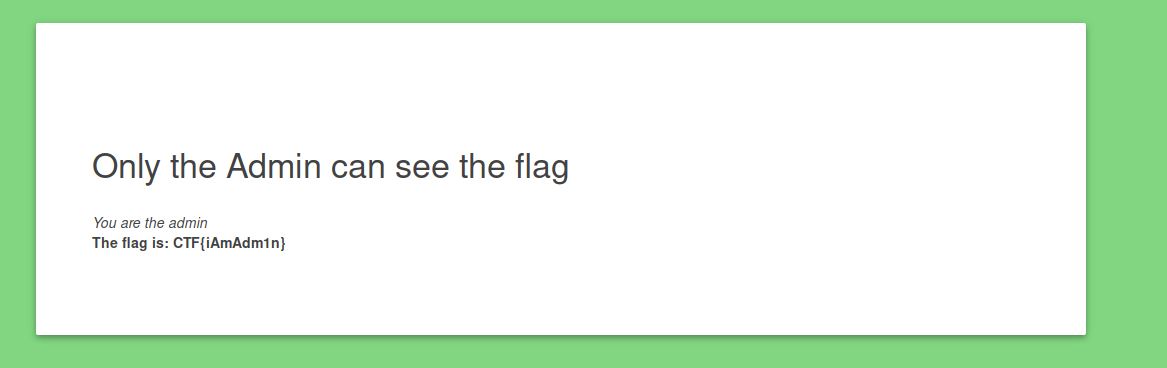 Only the Admin can see the flag
You are the admin
The flag is: CTF{iAmAdm1n}